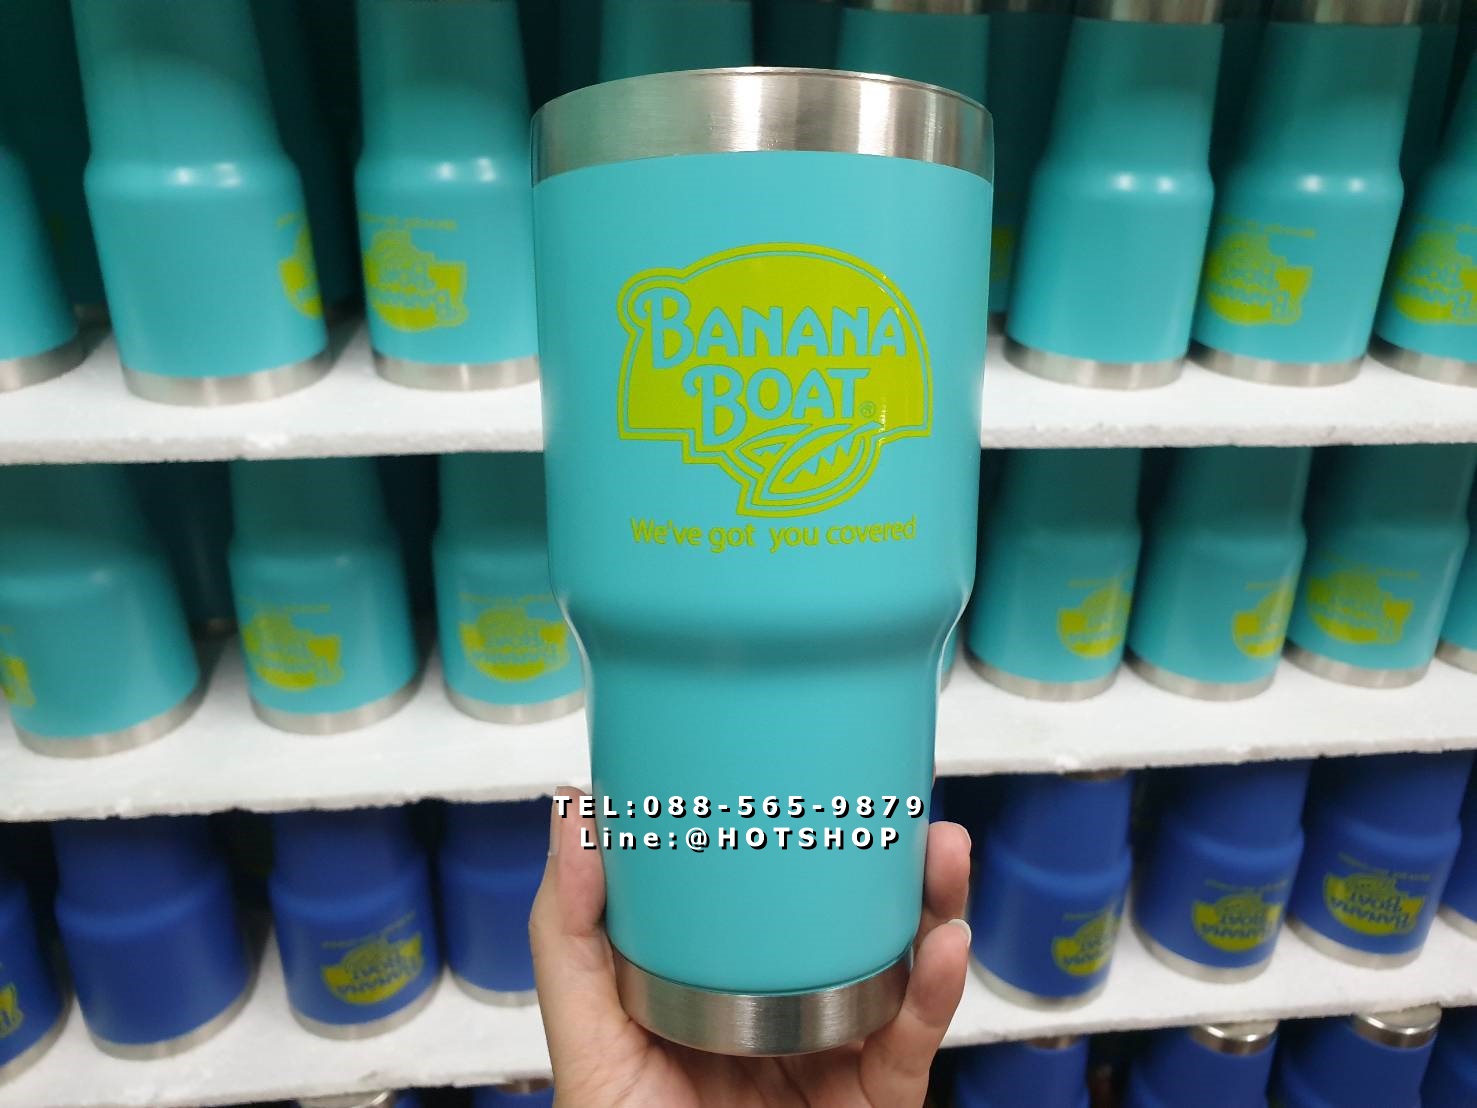 BANANA
BOAT®
We've got you covered
TEL:088-565-9879
Line:@HOTSHOP